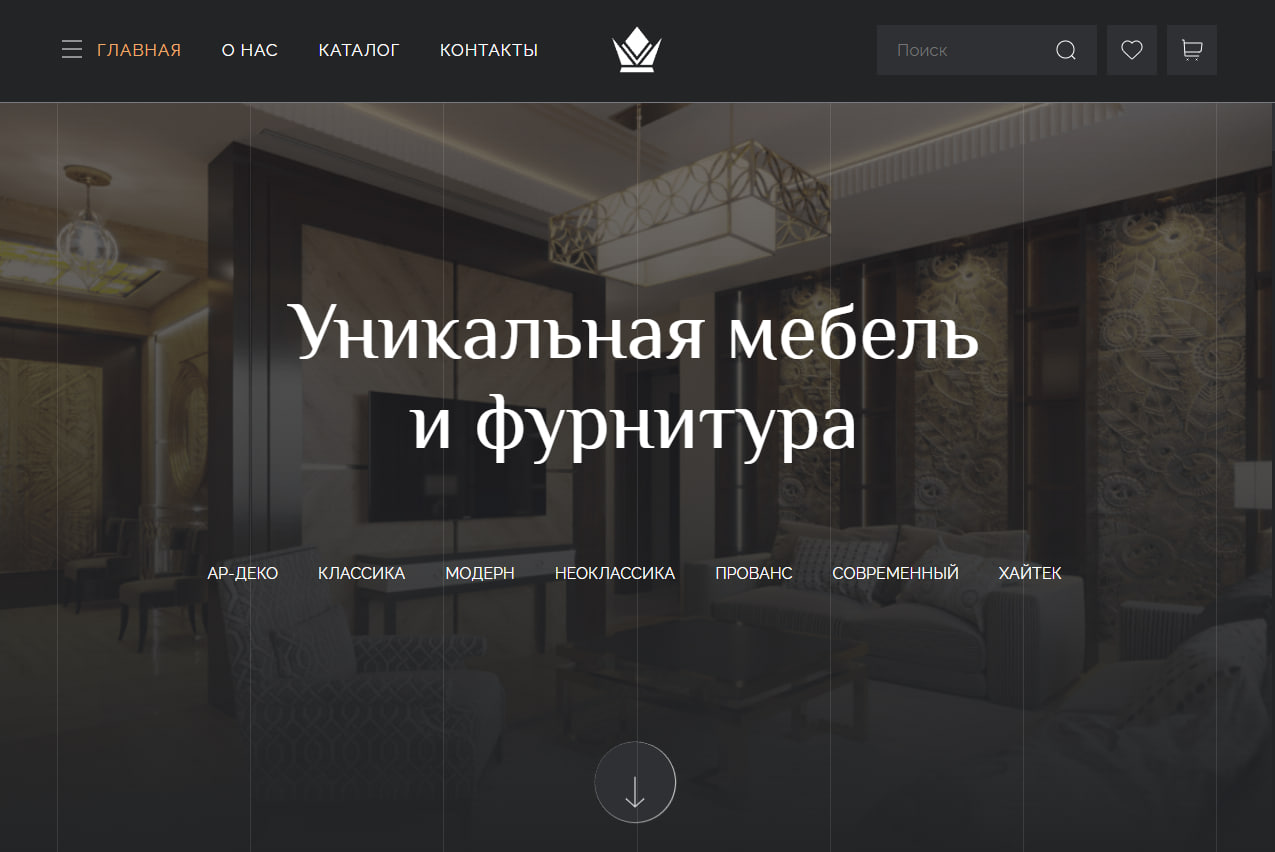 ГЛАВНАЯ О НАС КАТАЛОГ КОНТАКТЫ Поиск
Уникальная мебель
и фурнитура
АР-ДЕКО КЛАССИКА МОДЕРН НЕОКЛАССИКА ПРОВАНС СОВРЕМЕННЫЙ ХАЙТЕК